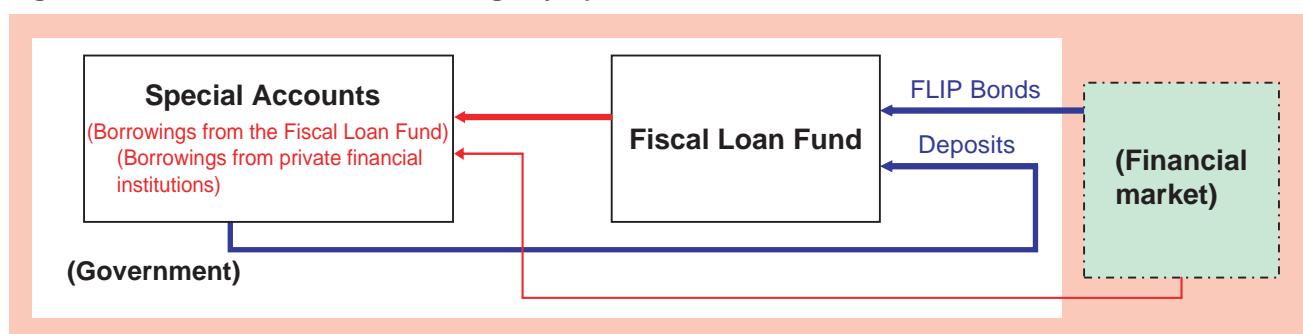 Special Accounts
(Borrowings from the Fiscal Loan Fund)
(Borrowings from private financial
institutions)
Fiscal Loan Fund
FLIP Bonds
Deposits
(Financial
market)
(Government)